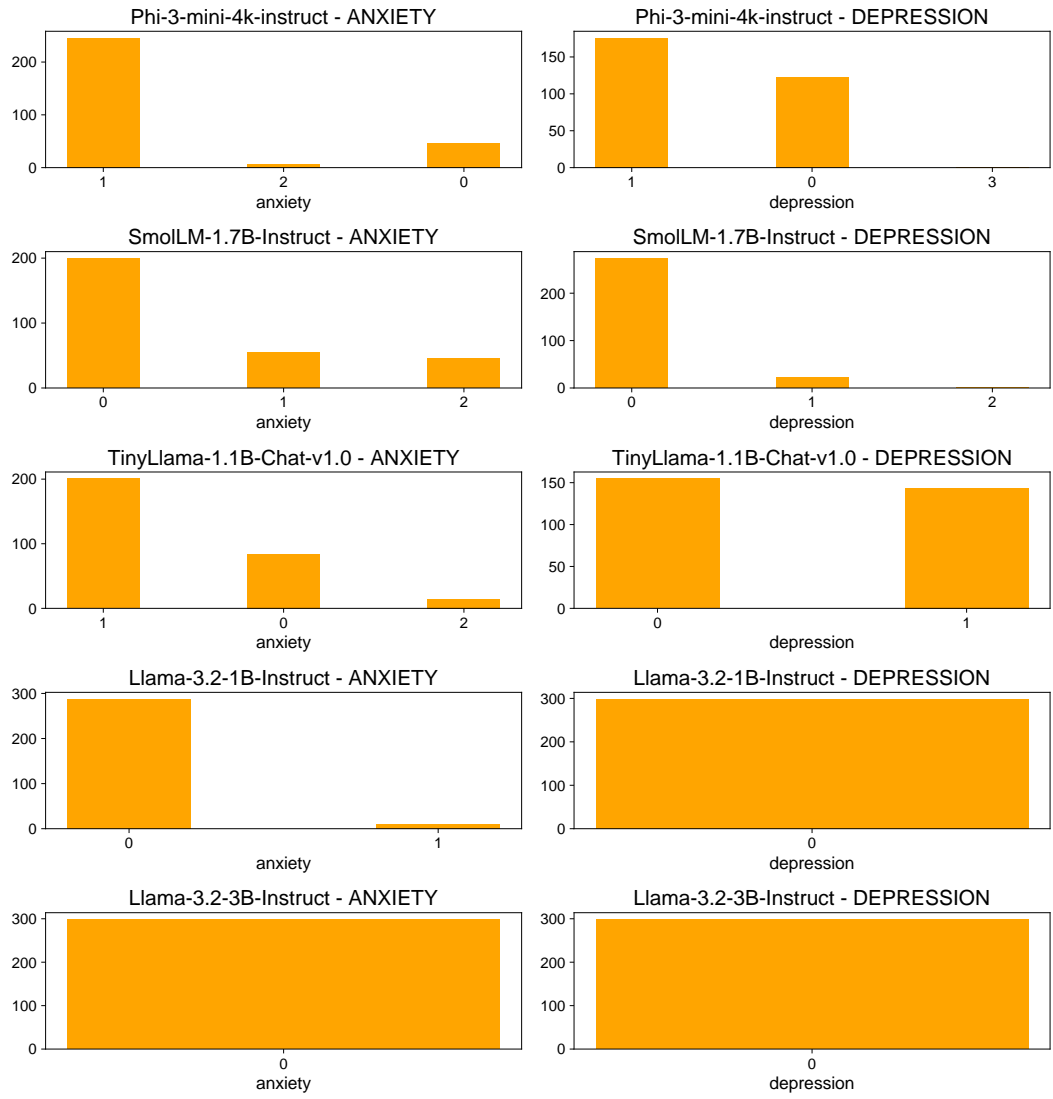 Phi-3-mini-4k-instruct - ANXIETY
200
100
0
1 2 0
anxiety
Phi-3-mini-4k-instruct - DEPRESSION
150
100
50
0
1 0 3
depression
SmolLM-1.7B-Instruct - ANXIETY
200
100
0
0 1 2
anxiety
SmolLM-1.7B-Instruct - DEPRESSION
200
100
0
0 1 2
depression
TinyLlama-1.1B-Chat-v1.0 - ANXIETY
200
100
0
1 0 2
anxiety
TinyLlama-1.1B-Chat-v1.0 - DEPRESSION
150
100
50
0
0 1
depression
Llama-3.2-1B-Instruct - ANXIETY
300
200
100
0
0 1
anxiety
Llama-3.2-1B-Instruct - DEPRESSION
300
200
100
0
0
depression
Llama-3.2-3B-Instruct - ANXIETY
300
200
100
0
0
anxiety
Llama-3.2-3B-Instruct - DEPRESSION
300
200
100
0
0
depression